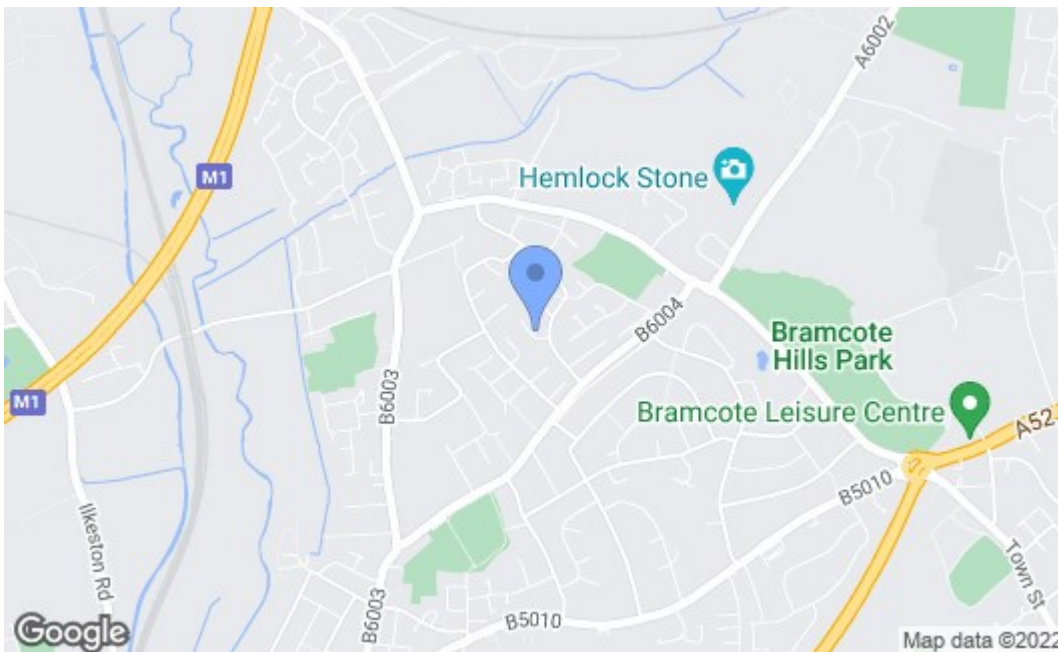 A6002
M1
Hemlock Stone
B6004
Bramcote
Hills Park
B6003
M1
Bramcote Leisure Centre
A52
B5010
Ilkeston Rd
Town St
B6003
B5010
Google
Map data ©2022